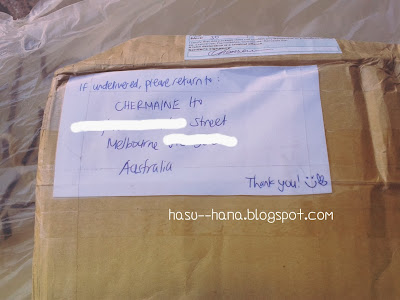 If undelivered, please return to:
CHERMAINE Ho
Street
Melbourne
Australia
Thank you!
hasu--hana.blogspot.com